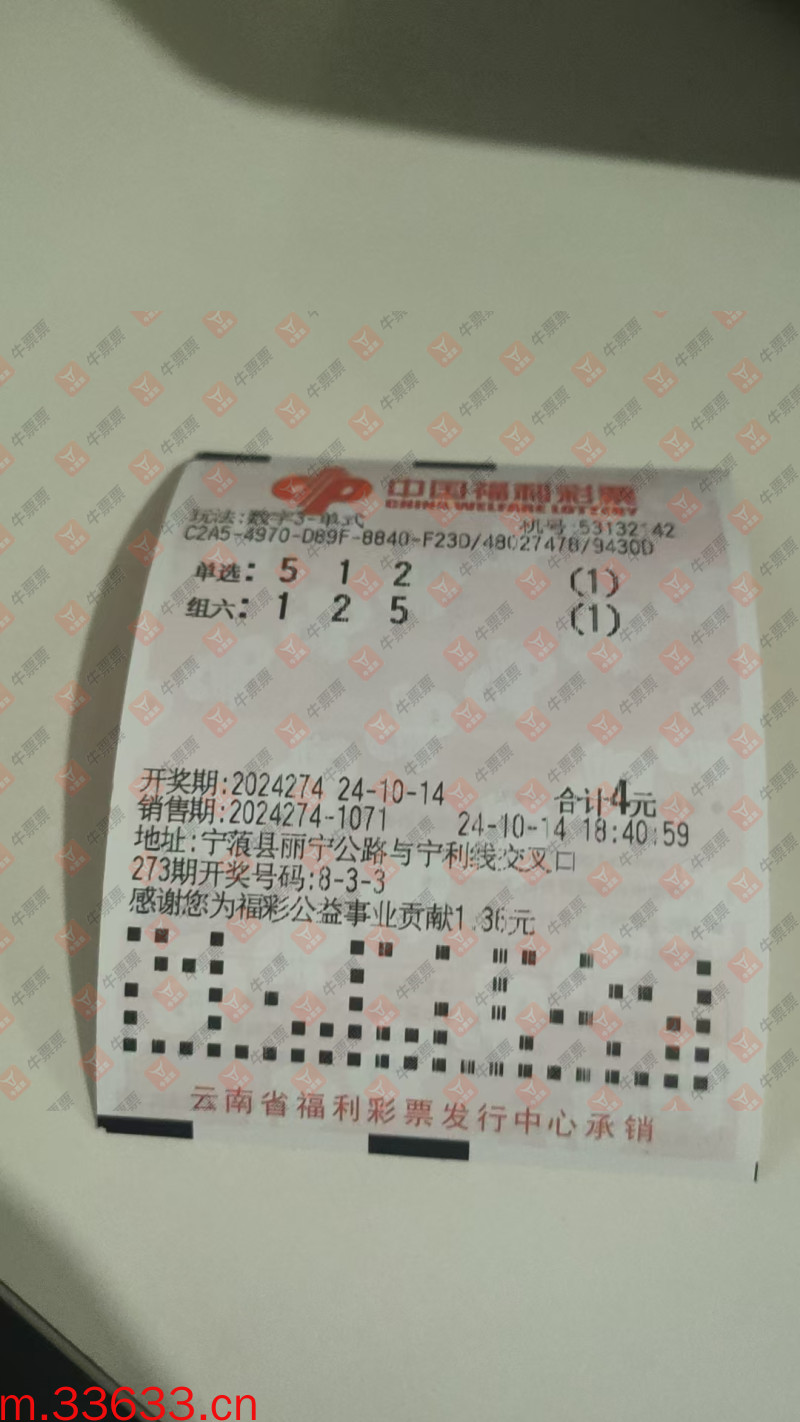 中国福利彩票
CHINA WELFARE LOTTERY
玩法:数字3-单式 机号:53132142
C2A5-4970-D89F-8840-F23D/48027478/9430D
单选: 5 1 2 (1)
组六: 1 2 5 (1)
开奖期:2024274 24-10-14 合计4元
销售期:2024274-1071 24-10-14 18:40:59
地址:宁蒗县丽宁公路与宁利线交叉口
273期开奖号码:8-3-3
感谢您为福彩公益事业贡献1.36元
云南省福利彩票发行中心承销
牛票票
m.33633.cn